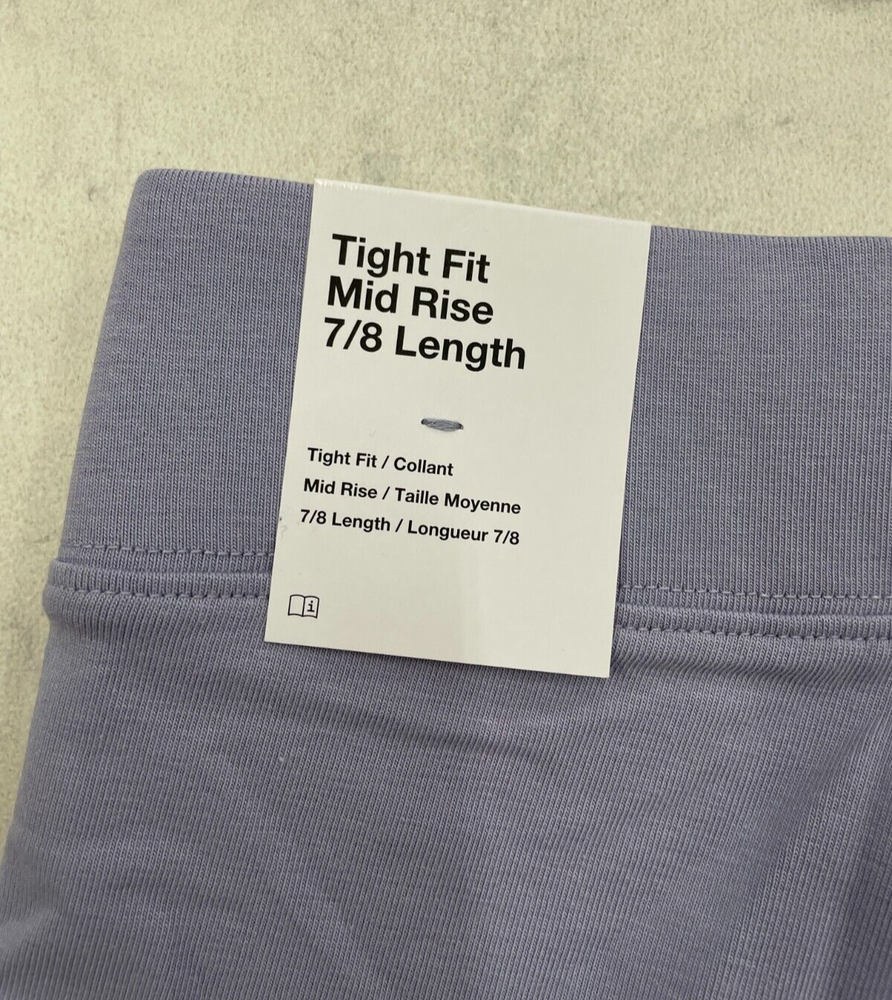 Tight Fit
Mid Rise
7/8 Length
Tight Fit / Collant
Mid Rise / Taille Moyenne
7/8 Length / Longueur 7/8
i